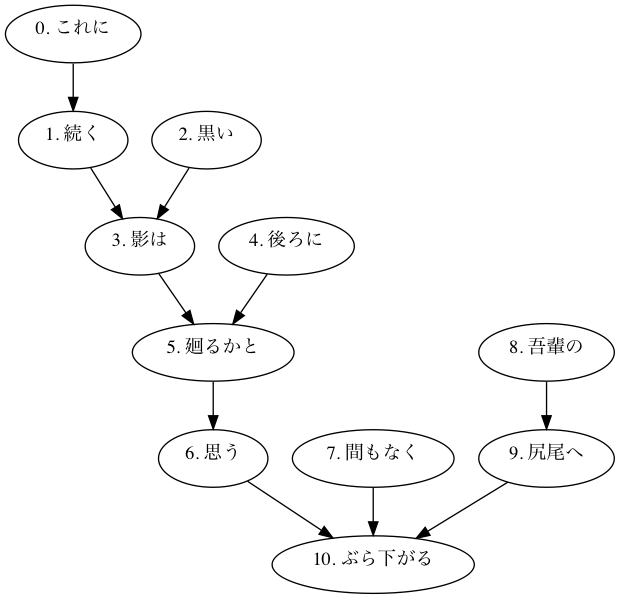 0. これに
1. 続く
2. 黒い
3. 影は
4. 後ろに
5. 廻るかと
8. 吾輩の
6. 思う
7. 間もなく
9. 尻尾へ
10. ぶら下がる